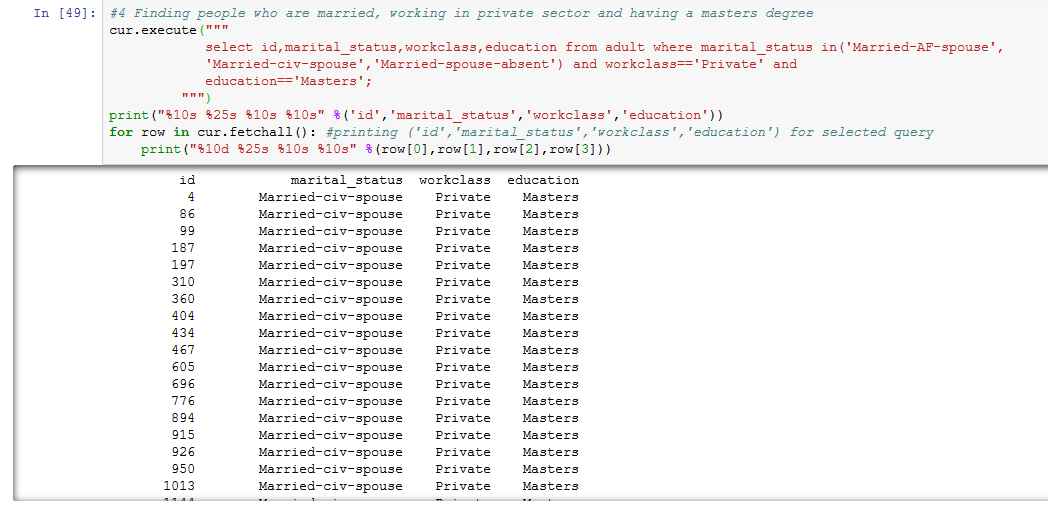 In [49]: #4 Finding people who are married, working in private sector and having a masters degree
cur.execute("""
select id,marital_status,workclass,education from adult where marital_status in('Married-AF-spouse',
'Married-civ-spouse','Married-spouse-absent') and workclass=='Private' and
education=='Masters';
""")
print("%10s %25s %10s %10s" %('id','marital_status','workclass','education'))
for row in cur.fetchall(): #printing ('id','marital_status','workclass','education') for selected query
print("%10d %25s %10s %10s" %(row[0],row[1],row[2],row[3]))
id marital_status workclass education
4 Married-civ-spouse Private Masters
86 Married-civ-spouse Private Masters
99 Married-civ-spouse Private Masters
187 Married-civ-spouse Private Masters
197 Married-civ-spouse Private Masters
310 Married-civ-spouse Private Masters
360 Married-civ-spouse Private Masters
404 Married-civ-spouse Private Masters
434 Married-civ-spouse Private Masters
467 Married-civ-spouse Private Masters
605 Married-civ-spouse Private Masters
696 Married-civ-spouse Private Masters
776 Married-civ-spouse Private Masters
894 Married-civ-spouse Private Masters
915 Married-civ-spouse Private Masters
926 Married-civ-spouse Private Masters
950 Married-civ-spouse Private Masters
1013 Married-civ-spouse Private Masters